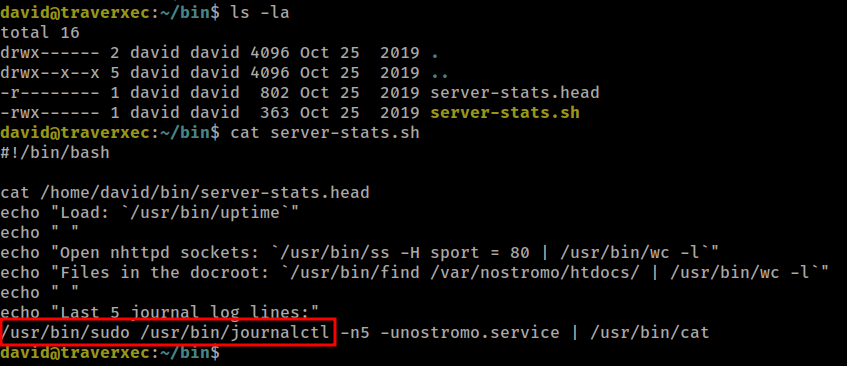 david@traverxec:~/bin$ ls -la
total 16
drwx------ 2 david david 4096 Oct 25  2019 .
drwx--x--x 5 david david 4096 Oct 25  2019 ..
-r-------- 1 david david  802 Oct 25  2019 server-stats.head
-rwx------ 1 david david  363 Oct 25  2019 server-stats.sh
david@traverxec:~/bin$ cat server-stats.sh
#!/bin/bash

cat /home/david/bin/server-stats.head
echo "Load: `/usr/bin/uptime`"
echo " "
echo "Open nhttpd sockets: `/usr/bin/ss -H sport = 80 | /usr/bin/wc -l`"
echo "Files in the docroot: `/usr/bin/find /var/nostromo/htdocs/ | /usr/bin/wc -l`"
echo " "
echo "Last 5 journal log lines:"
/usr/bin/sudo /usr/bin/journalctl -n5 -unostromo.service | /usr/bin/cat
david@traverxec:~/bin$